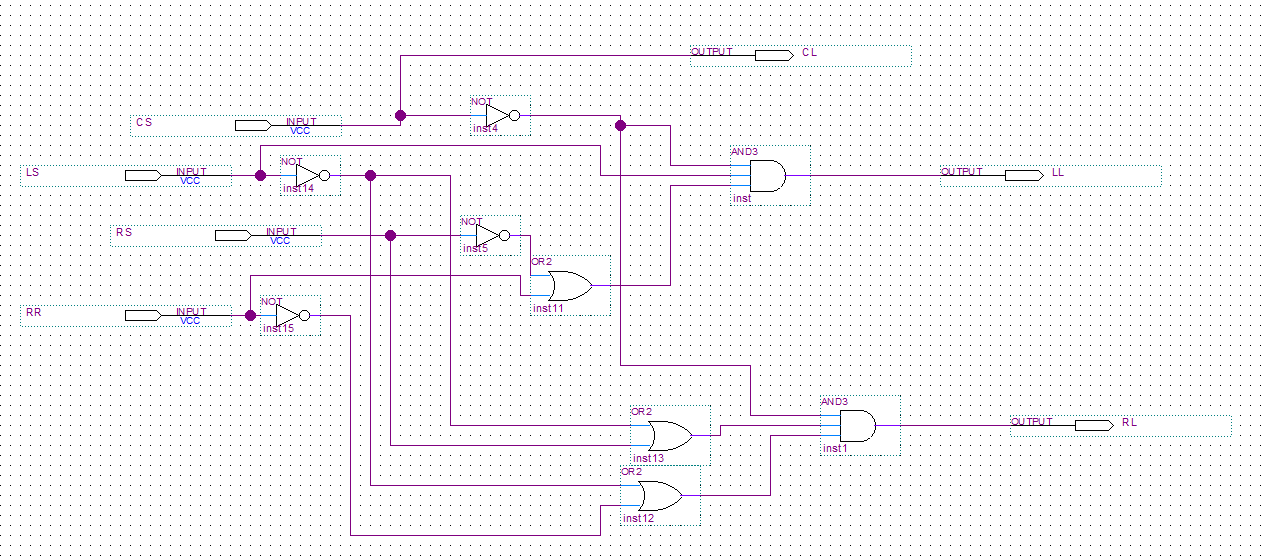 OUTPUT CL
NOT
CS INPUT
VCC
inst4
AND3
LS INPUT
VCC
NOT
inst14
OUTPUT LL
inst
RS INPUT
VCC
NOT
inst5
OR2
inst11
RR INPUT
VCC
NOT
inst15
AND3
OR2
OUTPUT RL
inst1
inst13
OR2
inst12